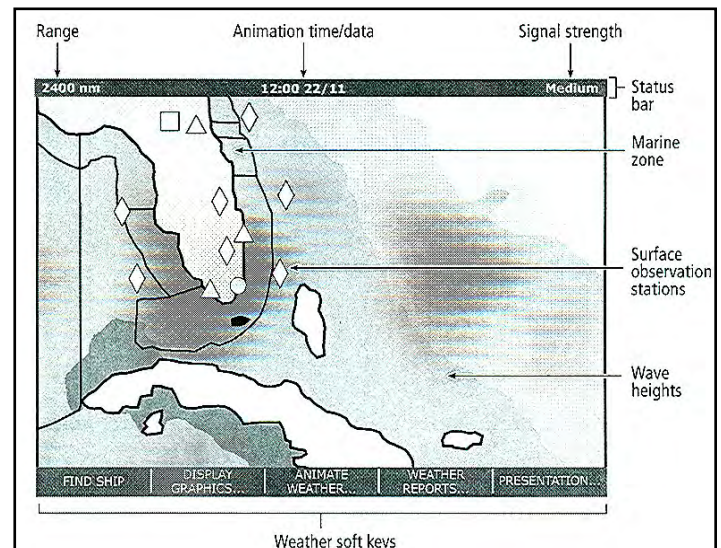 Range
Animation time/data
Signal strength
2400 nm
12:00 22/11
Medium
Status
bar
Marine
zone
Surface
observation
stations
Wave
heights
FIND SHIP
DISPLAY
GRAPHICS...
ANIMATE
WEATHER...
WEATHER
REPORTS...
PRESENTATION...
Weather soft keys